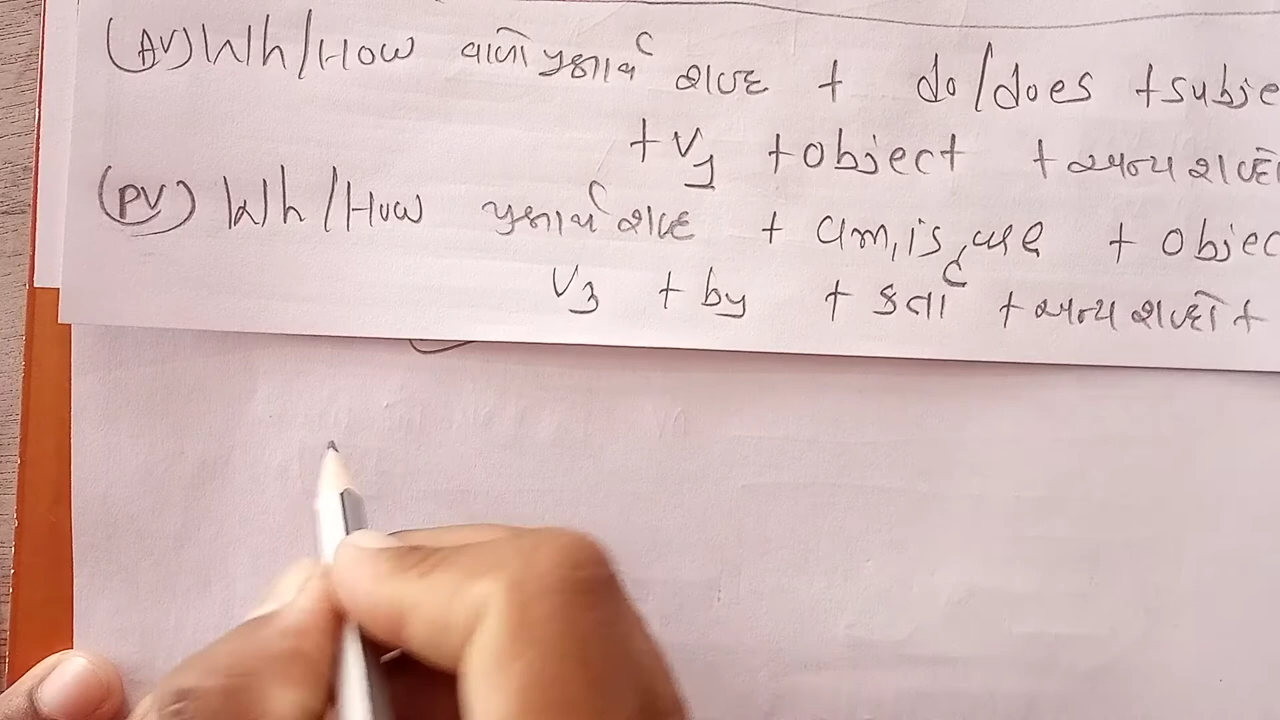 (AV) Wh/How વાળો પ્રશ્નાર્થ શબ્દ + do/does + subje
+ V1 + object + અન્ય શબ્દો
(PV) Wh/How પ્રશ્નાર્થ શબ્દ + am, is, are + objec
V3 + by + કર્તા + અન્ય શબ્દો +